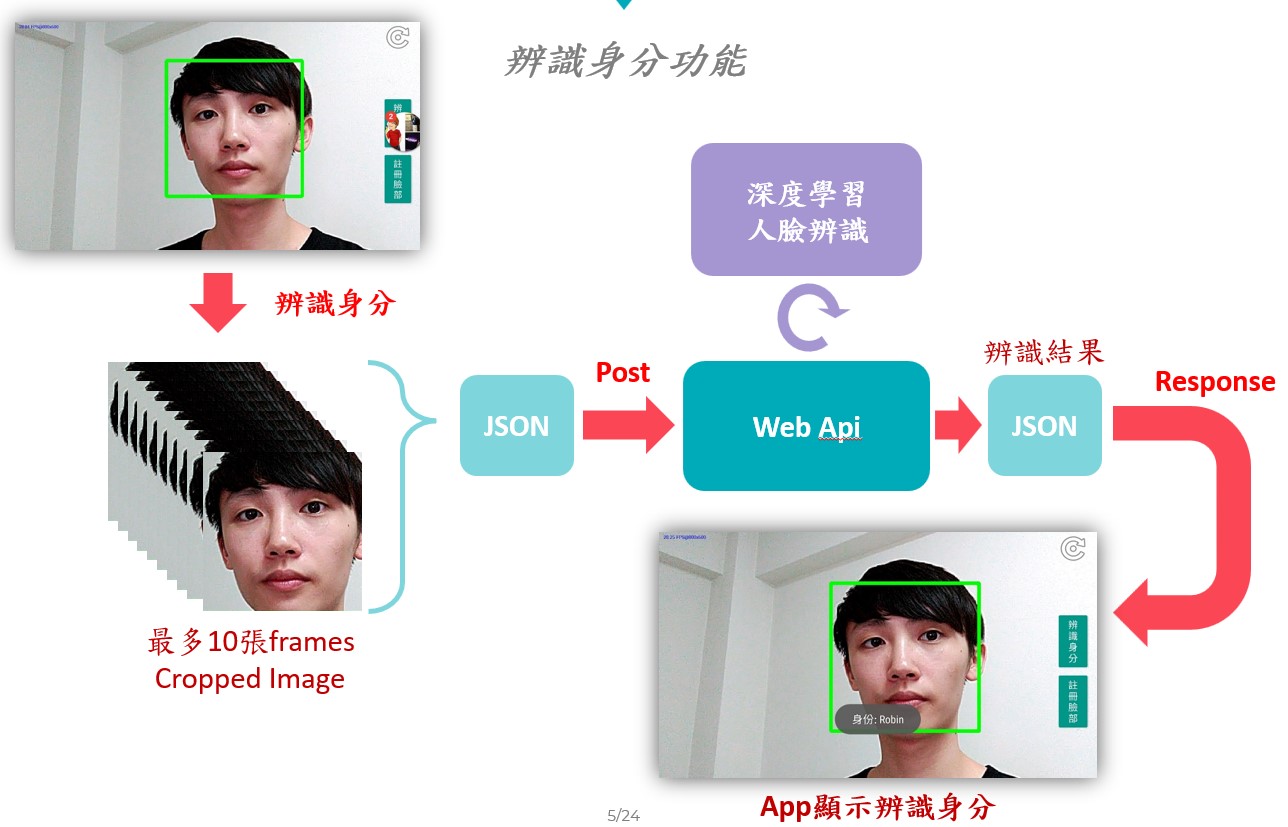 辨識身分功能
辨
註冊臉部
辨識身分
深度學習
人臉辨識
辨識結果
Post
Response
JSON
Web Api
JSON
最多10張frames
Cropped Image
辨識身分
註冊臉部
身份: Robin
App顯示辨識身分
5/24